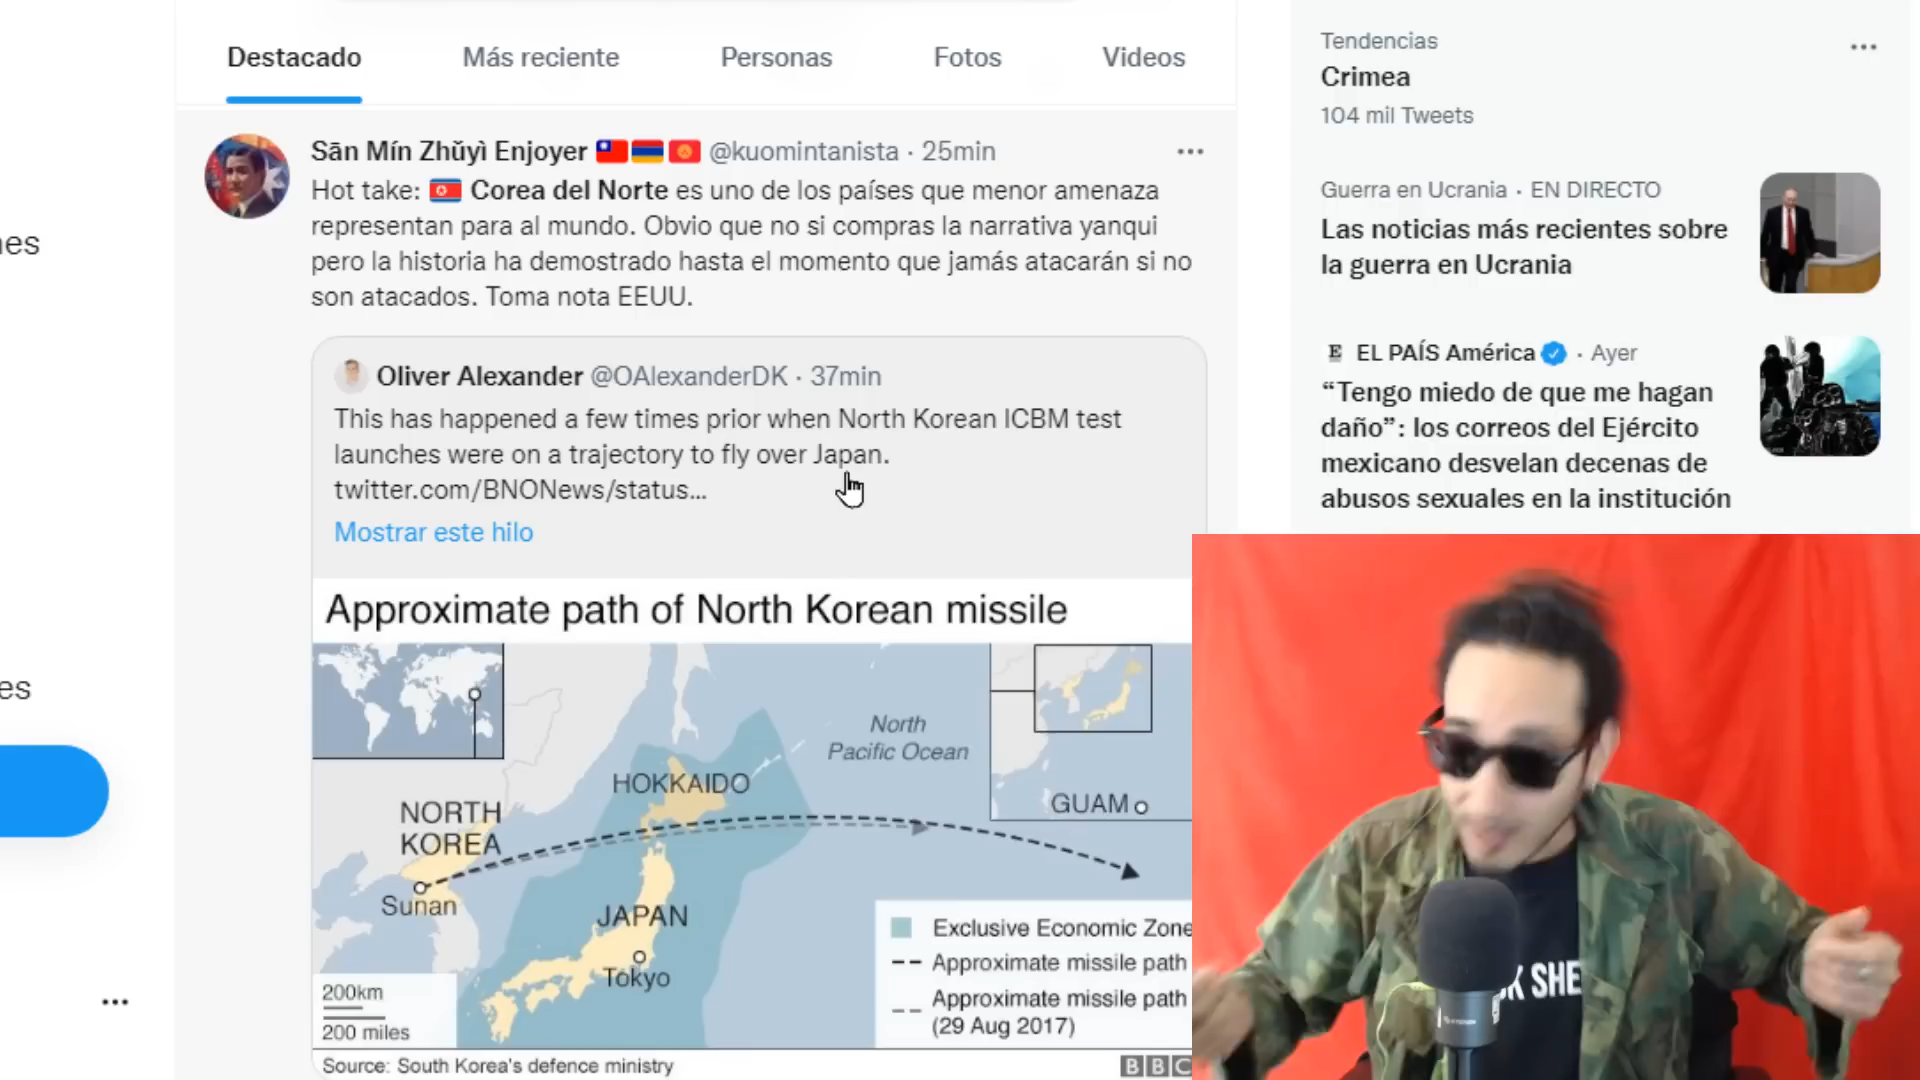 Destacado
Más reciente
Personas
Fotos
Videos
Sān Mín Zhǔyì Enjoyer 🇹🇼🇦🇲🇰🇬 @kuomintanista · 25min
Hot take: 🇰🇵 Corea del Norte es uno de los países que menor amenaza
representan para al mundo. Obvio que no si compras la narrativa yanqui
pero la historia ha demostrado hasta el momento que jamás atacarán si no
son atacados. Toma nota EEUU.
Oliver Alexander @OAlexanderDK · 37min
This has happened a few times prior when North Korean ICBM test
launches were on a trajectory to fly over Japan.
twitter.com/BNONews/status...
Mostrar este hilo
Approximate path of North Korean missile
North
Pacific Ocean
HOKKAIDO
NORTH
KOREA
GUAM
Sunan
JAPAN
Tokyo
Exclusive Economic Zone
Approximate missile path
Approximate missile path
(29 Aug 2017)
200km
200 miles
Source: South Korea's defence ministry
BBC
Tendencias
Crimea
104 mil Tweets
Guerra en Ucrania · EN DIRECTO
Las noticias más recientes sobre
la guerra en Ucrania
E EL PAÍS América · Ayer
“Tengo miedo de que me hagan
daño”: los correos del Ejército
mexicano desvelan decenas de
abusos sexuales en la institución
es
SHE